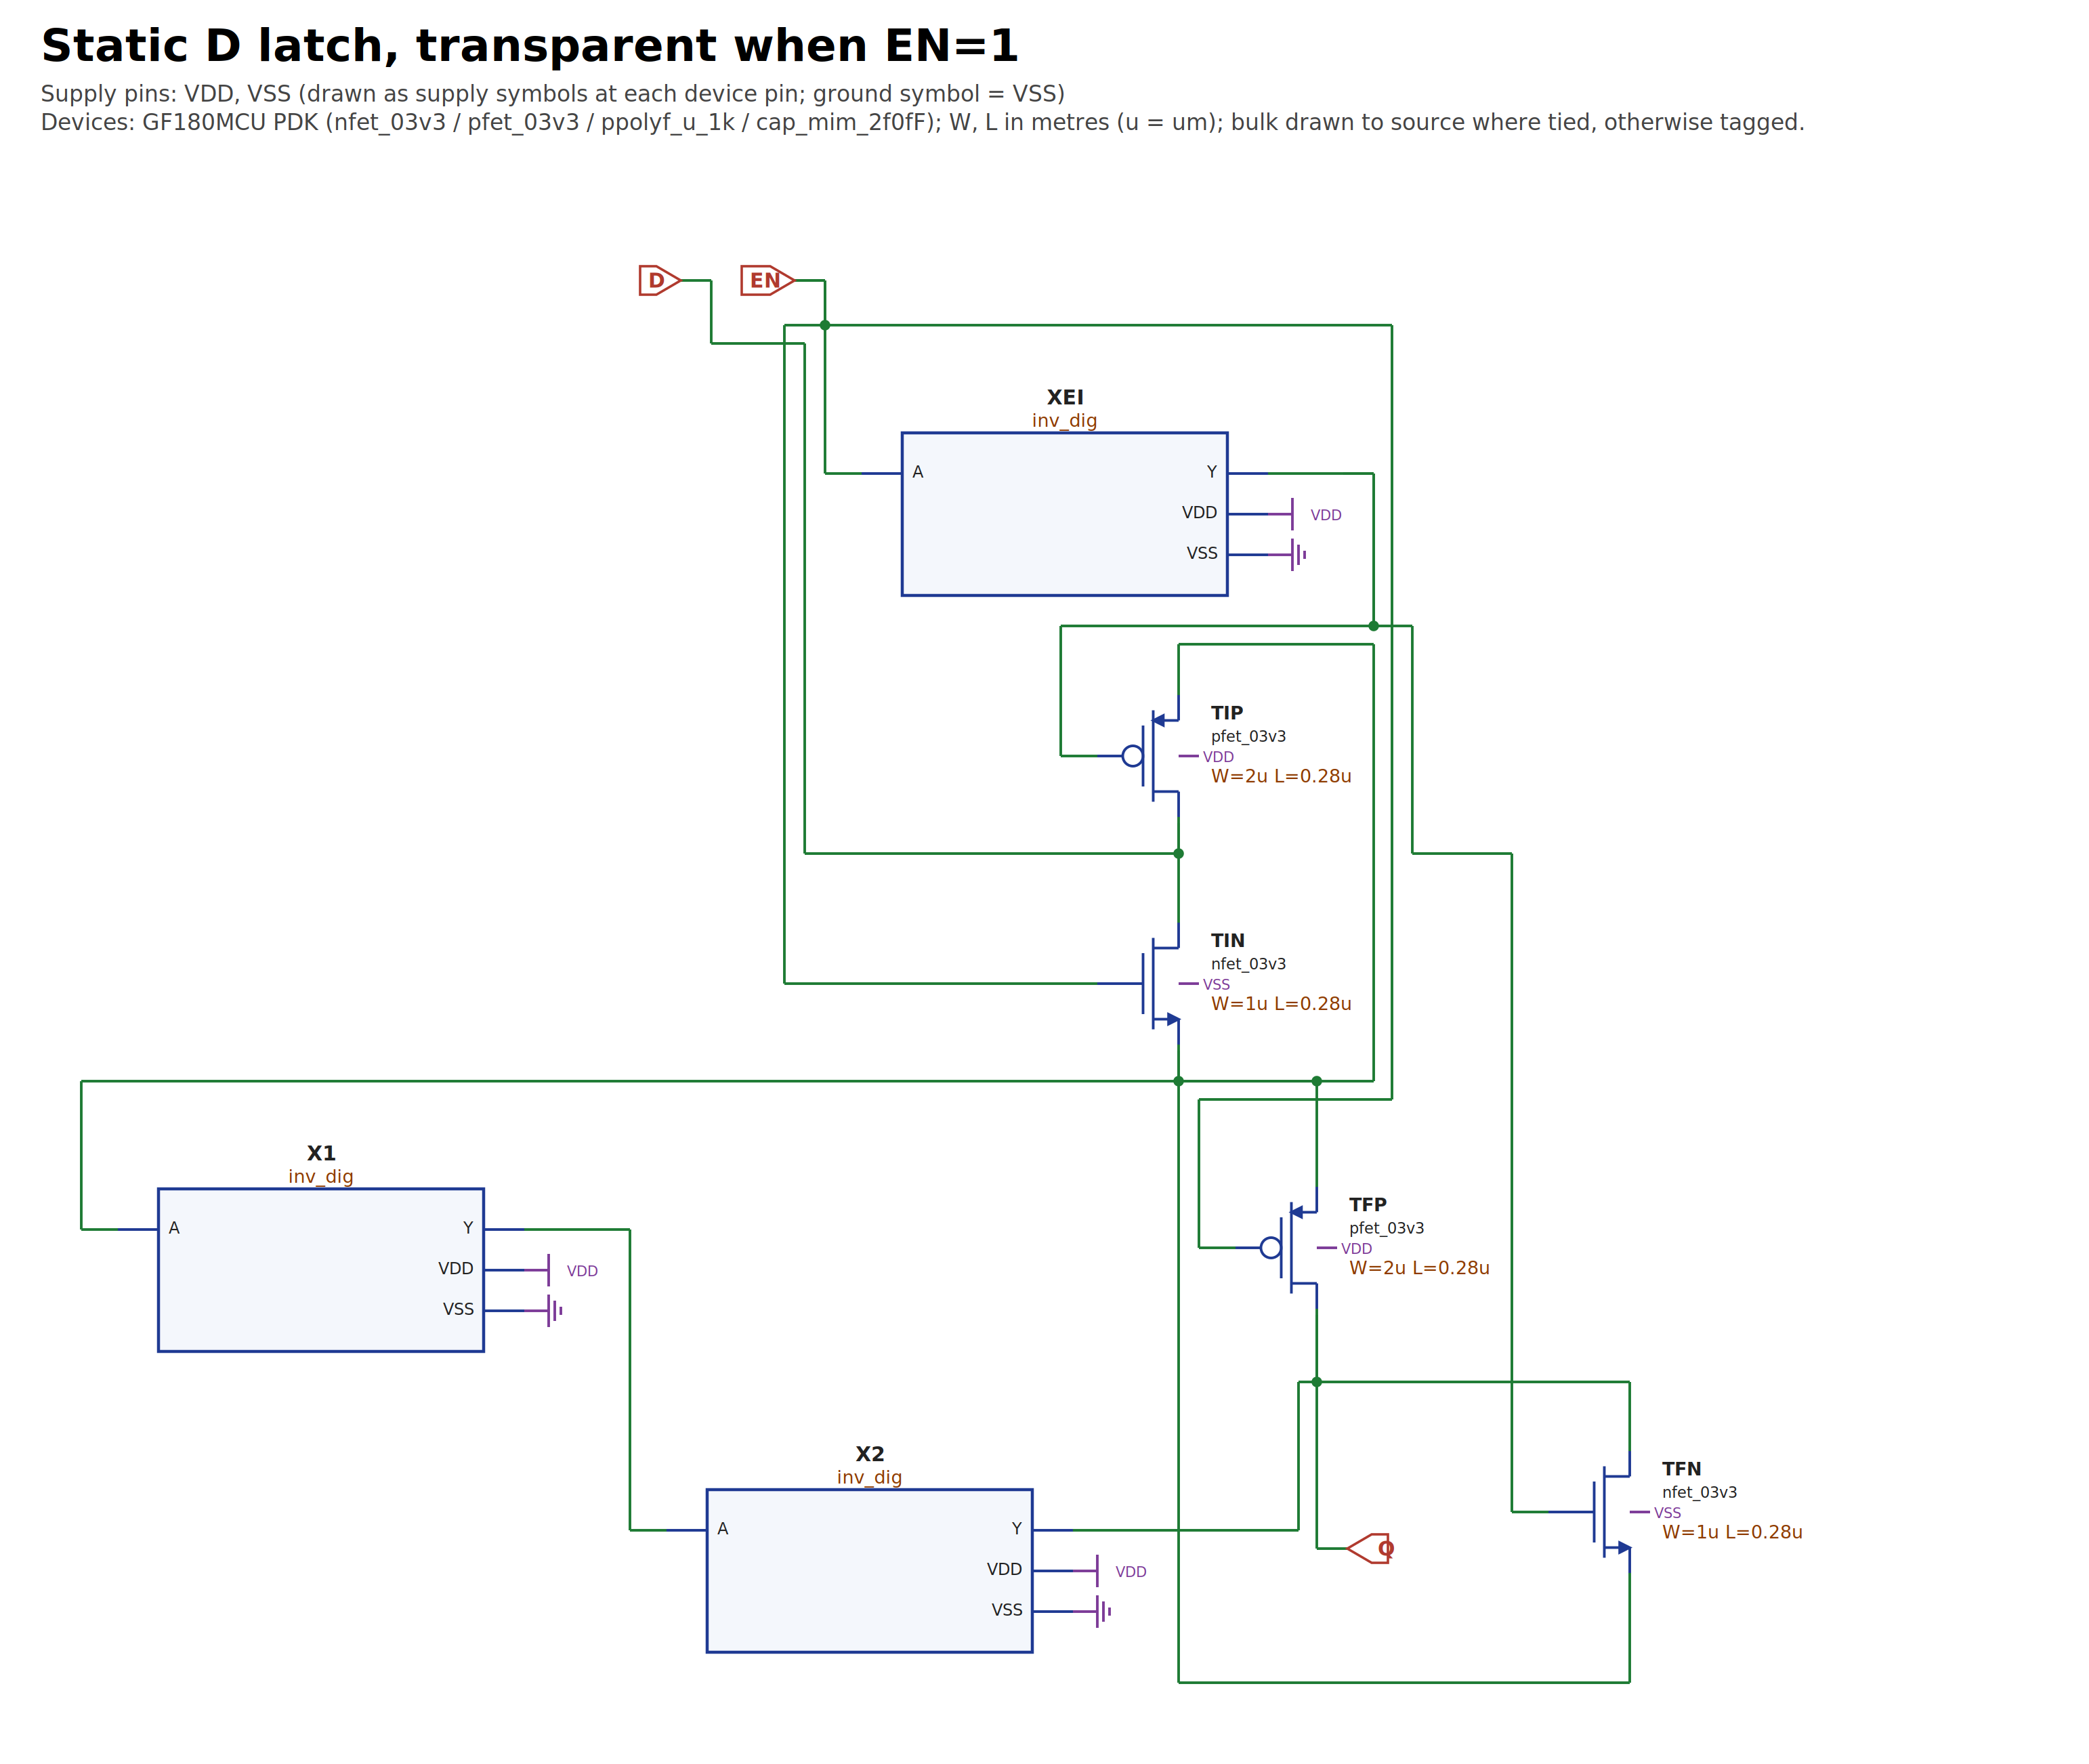 Static D latch, transparent when EN=1
Supply pins: VDD, VSS (drawn as supply symbols at each device pin; ground symbol = VSS)
Devices: GF180MCU PDK (nfet_03v3 / pfet_03v3 / ppolyf_u_1k / cap_mim_2f0fF); W, L in metres (u = um); bulk drawn to source where tied, otherwise tagged.
D
EN
XEI
inv_dig
A
Y
VDD
VDD
VSS
TIP
pfet_03v3
VDD
W=2u L=0.28u
TIN
nfet_03v3
VSS
W=1u L=0.28u
X1
inv_dig
A
Y
VDD
VDD
VSS
TFP
pfet_03v3
VDD
W=2u L=0.28u
X2
inv_dig
A
Y
VDD
VDD
VSS
Q
TFN
nfet_03v3
VSS
W=1u L=0.28u